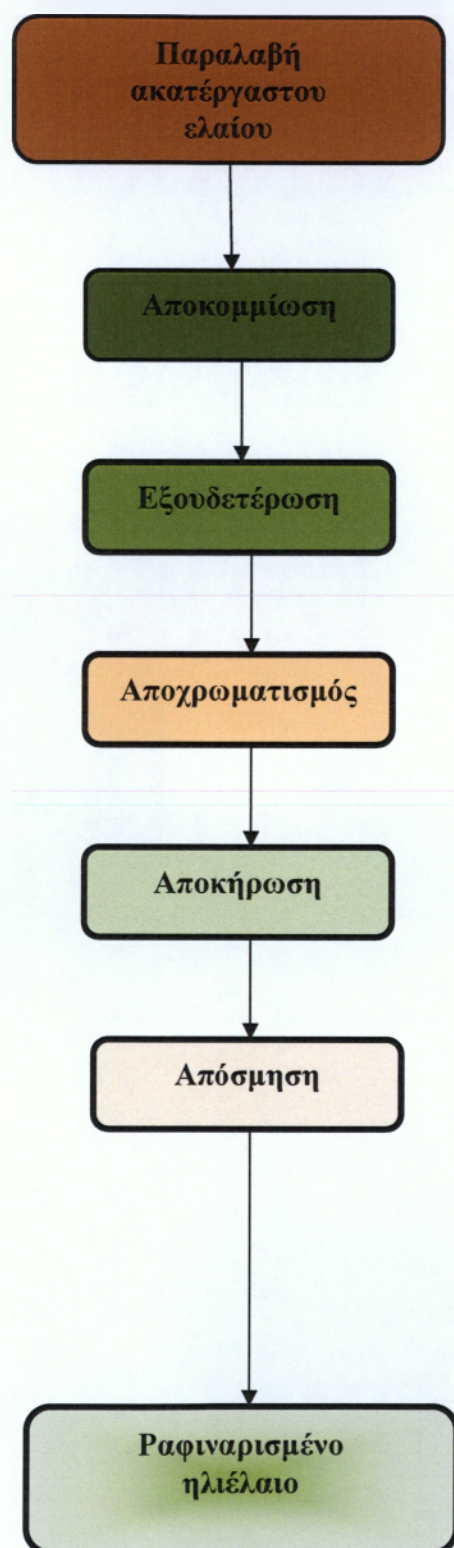 Παραλαβή
ακατέργαστου
ελαίου
Αποκομμίωση
Εξουδετέρωση
Αποχρωματισμός
Αποκήρωση
Απόσμηση
Ραφιναρισμένο
ηλιέλαιο